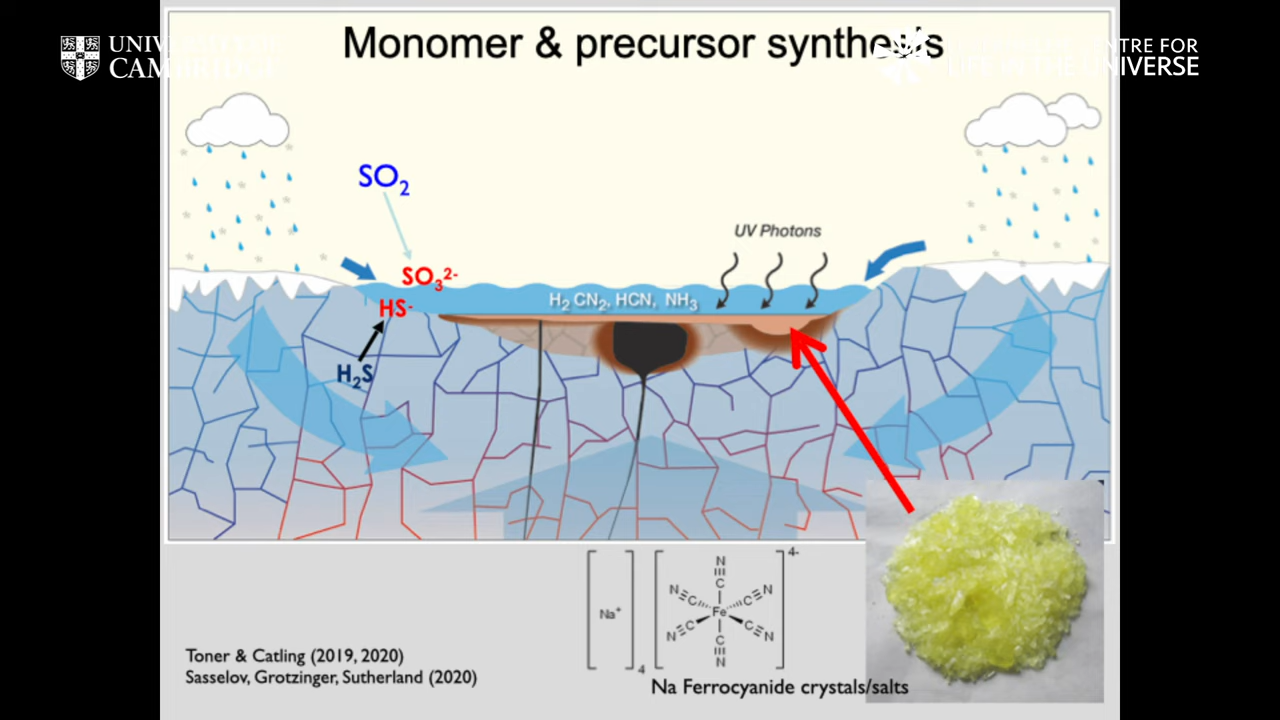 Monomer & precursor synthesis
UNIVERSITY OF
CAMBRIDGE
CENTRE FOR
LIFE IN THE UNIVERSE
SO2
UV Photons
SO3 2-
HS-
H2 CN2, HCN, NH3
H2S
4-
N
C
N C C N
Na+
Fe
N C C N
C
N
4
Toner & Catling (2019, 2020)
Sasselov, Grotzinger, Sutherland (2020)
Na Ferrocyanide crystals/salts